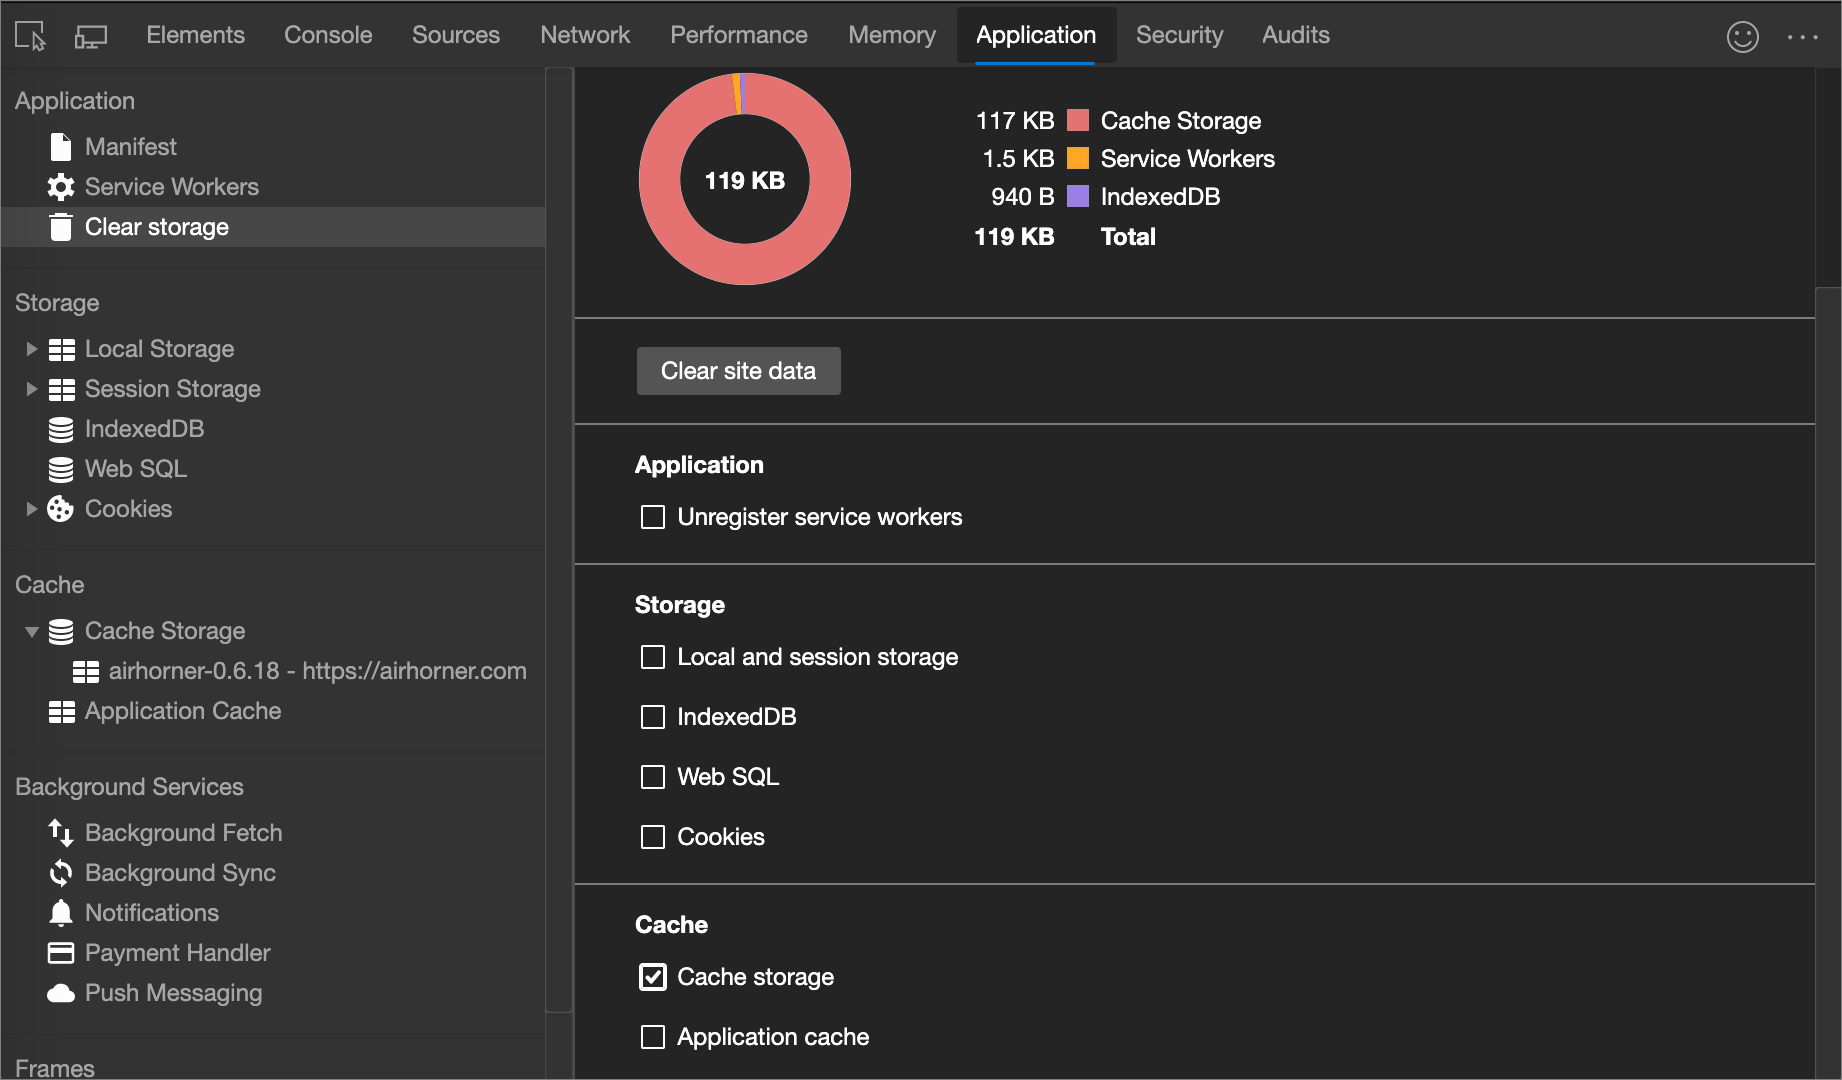 Elements Console Sources Network Performance Memory Application Security Audits
Application
Manifest
Service Workers
Clear storage
Storage
Local Storage
Session Storage
IndexedDB
Web SQL
Cookies
Cache
Cache Storage
airhorner-0.6.18 - https://airhorner.com
Application Cache
Background Services
Background Fetch
Background Sync
Notifications
Payment Handler
Push Messaging
Frames
119 KB
117 KB Cache Storage
1.5 KB Service Workers
940 B IndexedDB
119 KB Total
Clear site data
Application
Unregister service workers
Storage
Local and session storage
IndexedDB
Web SQL
Cookies
Cache
Cache storage
Application cache